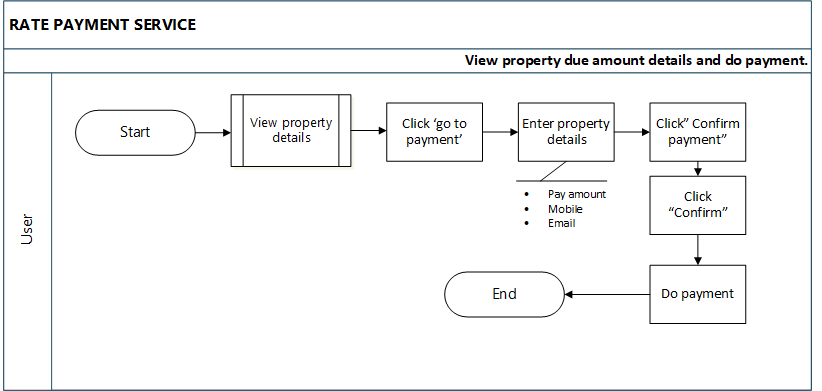 RATE PAYMENT SERVICE
View property due amount details and do payment.
User
Start
View property
details
Click ‘go to
payment’
Enter property
details
Click” Confirm
payment”
• Pay amount
• Mobile
• Email
Click
“Confirm”
Do payment
End